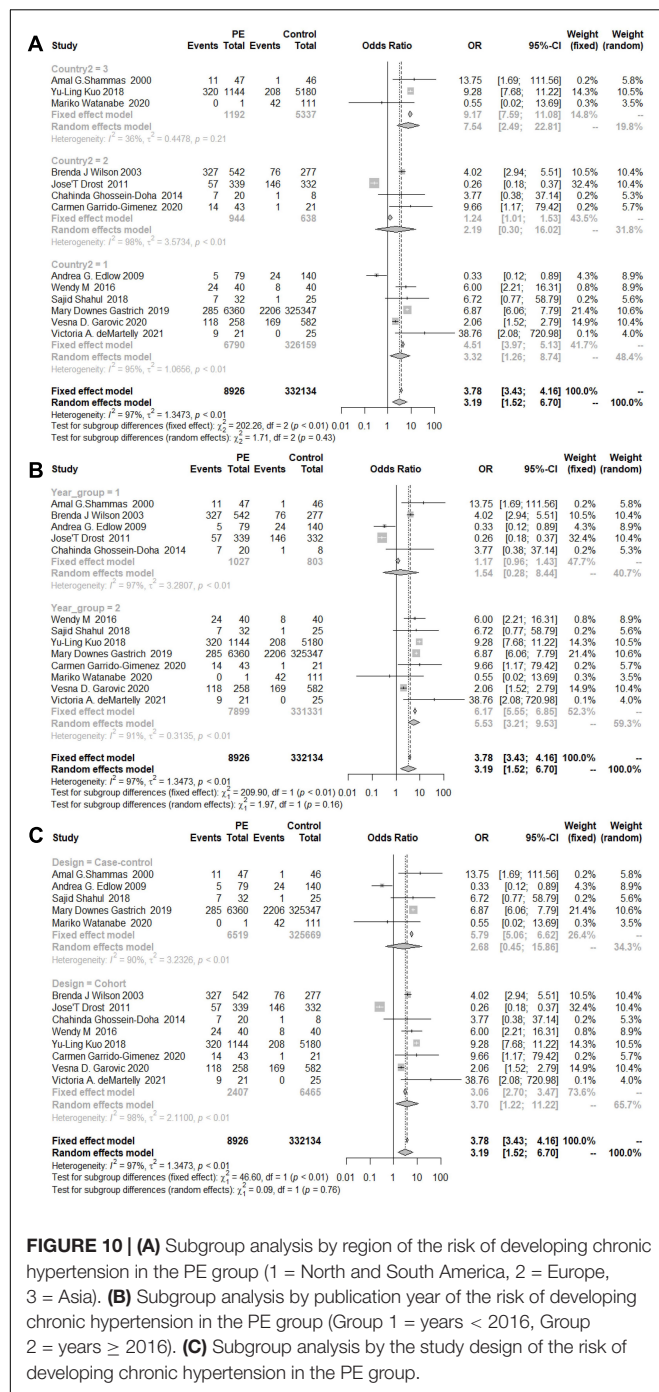 A
PE Control Weight Weight
Study Events Total Events Total Odds Ratio OR 95%-CI (fixed) (random)
Country2 = 3
Amal G.Shammas 2000 11 47 1 46 13.75 [1.69; 111.56] 0.2% 5.8%
Yu-Ling Kuo 2018 320 1144 208 5180 9.28 [7.68; 11.22] 14.3% 10.5%
Mariko Watanabe 2020 0 1 42 111 0.55 [0.02; 13.69] 0.3% 3.5%
Fixed effect model 1192 5337 9.17 [7.59; 11.08] 14.8% --
Random effects model 7.54 [2.49; 22.81] -- 19.8%
Heterogeneity: I² = 36%, τ² = 0.4478, p = 0.21
Country2 = 2
Brenda J Wilson 2003 327 542 76 277 4.02 [2.94; 5.51] 10.5% 10.4%
Jose'T Drost 2011 57 339 146 332 0.26 [0.18; 0.37] 32.4% 10.4%
Chahinda Ghossein-Doha 2014 7 20 1 8 3.77 [0.38; 37.14] 0.2% 5.3%
Carmen Garrido-Gimenez 2020 14 43 1 21 9.66 [1.17; 79.42] 0.2% 5.7%
Fixed effect model 944 638 1.24 [1.01; 1.53] 43.5% --
Random effects model 2.19 [0.30; 16.02] -- 31.8%
Heterogeneity: I² = 98%, τ² = 3.5734, p < 0.01
Country2 = 1
Andrea G. Edlow 2009 5 79 24 140 0.33 [0.12; 0.89] 4.3% 8.9%
Wendy M 2016 24 40 8 40 6.00 [2.21; 16.31] 0.8% 8.9%
Sajid Shahul 2018 7 32 1 25 6.72 [0.77; 58.79] 0.2% 5.6%
Mary Downes Gastrich 2019 285 6360 2206 325347 6.87 [6.06; 7.79] 21.4% 10.6%
Vesna D. Garovic 2020 118 258 169 582 2.06 [1.52; 2.79] 14.9% 10.4%
Victoria A. deMartelly 2021 9 21 0 25 38.76 [2.08; 720.98] 0.1% 4.0%
Fixed effect model 6790 326159 4.51 [3.97; 5.13] 41.7% --
Random effects model 3.32 [1.26; 8.74] -- 48.4%
Heterogeneity: I² = 95%, τ² = 1.0656, p < 0.01
Fixed effect model 8926 332134 3.78 [3.43; 4.16] 100.0% --
Random effects model 3.19 [1.52; 6.70] -- 100.0%
Heterogeneity: I² = 97%, τ² = 1.3473, p < 0.01
Test for subgroup differences (fixed effect): χ²₂ = 202.26, df = 2 (p < 0.01) 0.01 0.1 1 10 100
Test for subgroup differences (random effects): χ²₂ = 1.71, df = 2 (p = 0.43)
B
PE Control Weight Weight
Study Events Total Events Total Odds Ratio OR 95%-CI (fixed) (random)
Year_group = 1
Amal G.Shammas 2000 11 47 1 46 13.75 [1.69; 111.56] 0.2% 5.8%
Brenda J Wilson 2003 327 542 76 277 4.02 [2.94; 5.51] 10.5% 10.4%
Andrea G. Edlow 2009 5 79 24 140 0.33 [0.12; 0.89] 4.3% 8.9%
Jose'T Drost 2011 57 339 146 332 0.26 [0.18; 0.37] 32.4% 10.4%
Chahinda Ghossein-Doha 2014 7 20 1 8 3.77 [0.38; 37.14] 0.2% 5.3%
Fixed effect model 1027 803 1.17 [0.96; 1.43] 47.7% --
Random effects model 1.54 [0.28; 8.44] -- 40.7%
Heterogeneity: I² = 97%, τ² = 3.2807, p < 0.01
Year_group = 2
Wendy M 2016 24 40 8 40 6.00 [2.21; 16.31] 0.8% 8.9%
Sajid Shahul 2018 7 32 1 25 6.72 [0.77; 58.79] 0.2% 5.6%
Yu-Ling Kuo 2018 320 1144 208 5180 9.28 [7.68; 11.22] 14.3% 10.5%
Mary Downes Gastrich 2019 285 6360 2206 325347 6.87 [6.06; 7.79] 21.4% 10.6%
Carmen Garrido-Gimenez 2020 14 43 1 21 9.66 [1.17; 79.42] 0.2% 5.7%
Mariko Watanabe 2020 0 1 42 111 0.55 [0.02; 13.69] 0.3% 3.5%
Vesna D. Garovic 2020 118 258 169 582 2.06 [1.52; 2.79] 14.9% 10.4%
Victoria A. deMartelly 2021 9 21 0 25 38.76 [2.08; 720.98] 0.1% 4.0%
Fixed effect model 7899 331331 6.17 [5.55; 6.85] 52.3% --
Random effects model 5.53 [3.21; 9.53] -- 59.3%
Heterogeneity: I² = 91%, τ² = 0.3135, p < 0.01
Fixed effect model 8926 332134 3.78 [3.43; 4.16] 100.0% --
Random effects model 3.19 [1.52; 6.70] -- 100.0%
Heterogeneity: I² = 97%, τ² = 1.3473, p < 0.01
Test for subgroup differences (fixed effect): χ²₁ = 209.90, df = 1 (p < 0.01) 0.01 0.1 1 10 100
Test for subgroup differences (random effects): χ²₁ = 1.97, df = 1 (p = 0.16)
C
PE Control Weight Weight
Study Events Total Events Total Odds Ratio OR 95%-CI (fixed) (random)
Design = Case-control
Amal G.Shammas 2000 11 47 1 46 13.75 [1.69; 111.56] 0.2% 5.8%
Andrea G. Edlow 2009 5 79 24 140 0.33 [0.12; 0.89] 4.3% 8.9%
Sajid Shahul 2018 7 32 1 25 6.72 [0.77; 58.79] 0.2% 5.6%
Mary Downes Gastrich 2019 285 6360 2206 325347 6.87 [6.06; 7.79] 21.4% 10.6%
Mariko Watanabe 2020 0 1 42 111 0.55 [0.02; 13.69] 0.3% 3.5%
Fixed effect model 6519 325669 5.79 [5.06; 6.62] 26.4% --
Random effects model 2.68 [0.45; 15.86] -- 34.3%
Heterogeneity: I² = 90%, τ² = 3.2326, p < 0.01
Design = Cohort
Brenda J Wilson 2003 327 542 76 277 4.02 [2.94; 5.51] 10.5% 10.4%
Jose'T Drost 2011 57 339 146 332 0.26 [0.18; 0.37] 32.4% 10.4%
Chahinda Ghossein-Doha 2014 7 20 1 8 3.77 [0.38; 37.14] 0.2% 5.3%
Wendy M 2016 24 40 8 40 6.00 [2.21; 16.31] 0.8% 8.9%
Yu-Ling Kuo 2018 320 1144 208 5180 9.28 [7.68; 11.22] 14.3% 10.5%
Carmen Garrido-Gimenez 2020 14 43 1 21 9.66 [1.17; 79.42] 0.2% 5.7%
Vesna D. Garovic 2020 118 258 169 582 2.06 [1.52; 2.79] 14.9% 10.4%
Victoria A. deMartelly 2021 9 21 0 25 38.76 [2.08; 720.98] 0.1% 4.0%
Fixed effect model 2407 6465 3.06 [2.70; 3.47] 73.6% --
Random effects model 3.70 [1.22; 11.22] -- 65.7%
Heterogeneity: I² = 98%, τ² = 2.1100, p < 0.01
Fixed effect model 8926 332134 3.78 [3.43; 4.16] 100.0% --
Random effects model 3.19 [1.52; 6.70] -- 100.0%
Heterogeneity: I² = 97%, τ² = 1.3473, p < 0.01
Test for subgroup differences (fixed effect): χ²₁ = 46.60, df = 1 (p < 0.01) 0.01 0.1 1 10 100
Test for subgroup differences (random effects): χ²₁ = 0.09, df = 1 (p = 0.76)
FIGURE 10 | (A) Subgroup analysis by region of the risk of developing chronic
hypertension in the PE group (1 = North and South America, 2 = Europe,
3 = Asia). (B) Subgroup analysis by publication year of the risk of developing
chronic hypertension in the PE group (Group 1 = years < 2016, Group
2 = years ≥ 2016). (C) Subgroup analysis by the study design of the risk of
developing chronic hypertension in the PE group.